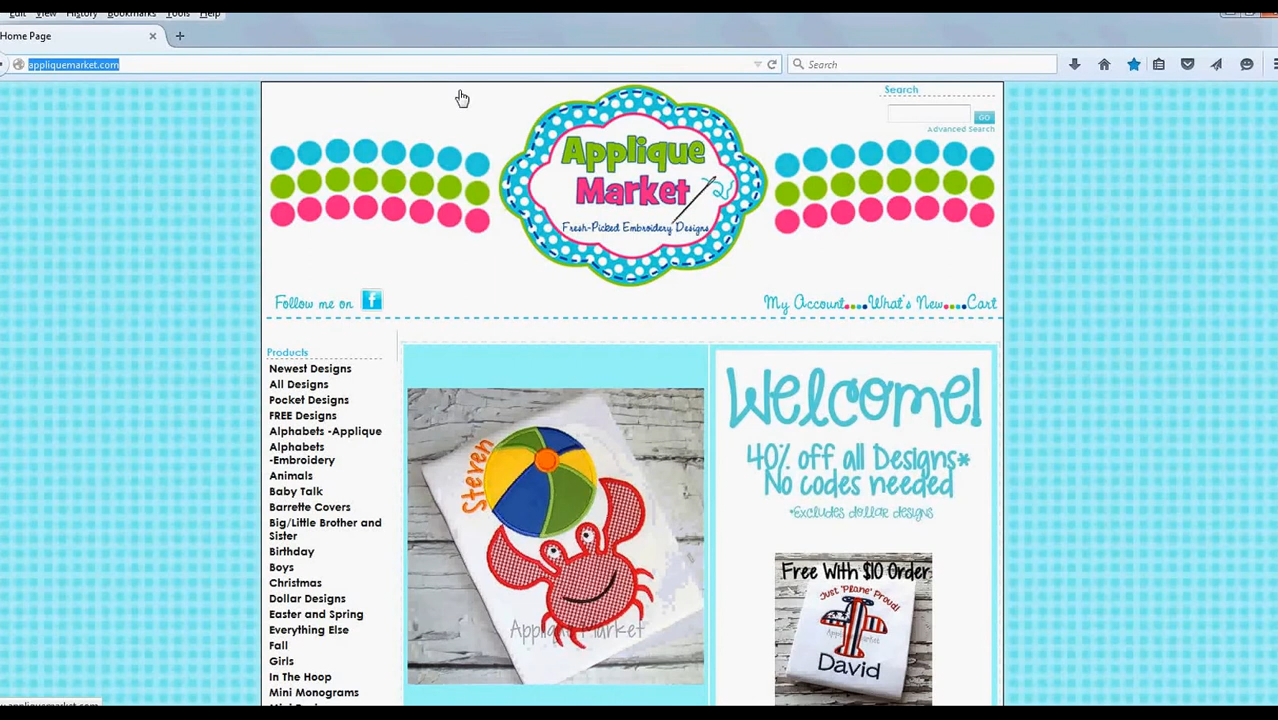 Edit View History Bookmarks Tools Help
Home Page
appliquemarket.com
Search
Search
GO
Advanced Search
Applique
Market
Fresh-Picked Embroidery Designs
Follow me on
f
My Account What's New Cart
Products
Newest Designs
All Designs
Pocket Designs
FREE Designs
Alphabets -Applique
Alphabets
-Embroidery
Animals
Baby Talk
Barrette Covers
Big/Little Brother and
Sister
Birthday
Boys
Christmas
Dollar Designs
Easter and Spring
Everything Else
Fall
Girls
In The Hoop
Mini Monograms
Steven
Applique Market
Welcome!
40% off all Designs*
No codes needed
*Excludes dollar designs
Free With $10 Order
Just 'Plane' Proud!
Applique Market
David